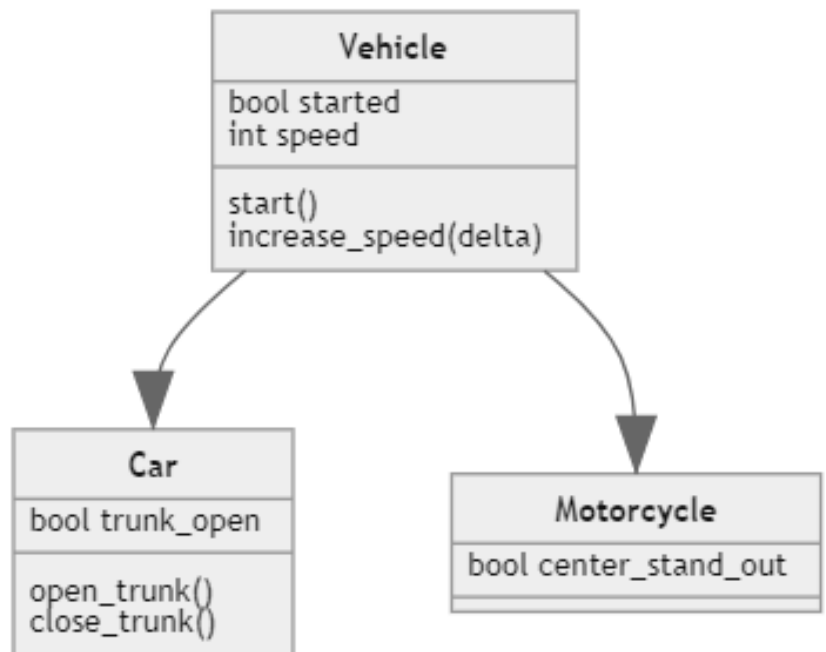 Vehicle
bool started
int speed
start()
increase_speed(delta)
Car
bool trunk_open
open_trunk()
close_trunk()
Motorcycle
bool center_stand_out